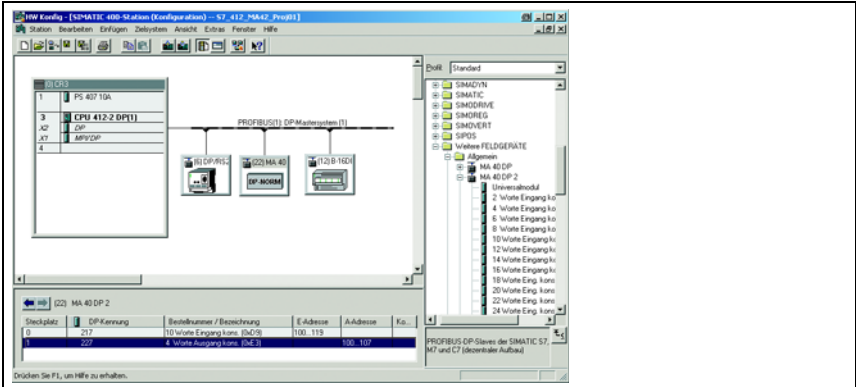 HW Konfig - [SIMATIC 400-Station (Konfiguration) -- S7_412_MA42_Proj01]
Station Bearbeiten Einfügen Zielsystem Ansicht Extras Fenster Hilfe
(0) CR3
1 PS 407 10A
3 CPU 412-2 DP(1)
X2 DP
X1 MPI/DP
4
PROFIBUS(1): DP-Mastersystem (1)
(6) DP/RS2
(22) MA 40
DP-NORM
(12) B-16DI
Profil Standard
SIMADYN
SIMATIC
SIMODRIVE
SIMOREG
SIMOVERT
SIPOS
Weitere FELDGERÄTE
Allgemein
MA 40 DP
MA 40 DP 2
Universalmodul
2 Worte Eingang ko
4 Worte Eingang ko
6 Worte Eingang ko
8 Worte Eingang ko
10 Worte Eingang k
12 Worte Eingang k
14 Worte Eingang k
16 Worte Eingang k
18 Worte Eing. kons
20 Worte Eing. kons
22 Worte Eing. kons
24 Worte Eing. kons
(22) MA 40 DP 2
Steckplatz DP-Kennung Bestellnummer / Bezeichnung E-Adresse A-Adresse Ko...
0 217 10 Worte Eingang kons. (0xD9) 100...119
1 227 4 Worte Ausgang kons. (0xE3) 100...107
PROFIBUS-DP-Slaves der SIMATIC S7,
M7 und C7 (dezentraler Aufbau)
Drücken Sie F1, um Hilfe zu erhalten.